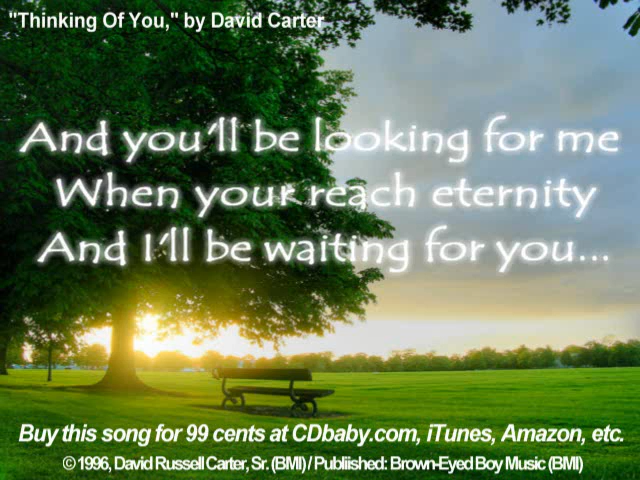 "Thinking Of You," by David Carter
And you'll be looking for me
When your reach eternity
And I'll be waiting for you...
Buy this song for 99 cents at CDbaby.com, iTunes, Amazon, etc.
© 1996, David Russell Carter, Sr. (BMI) / Publiished: Brown-Eyed Boy Music (BMI)